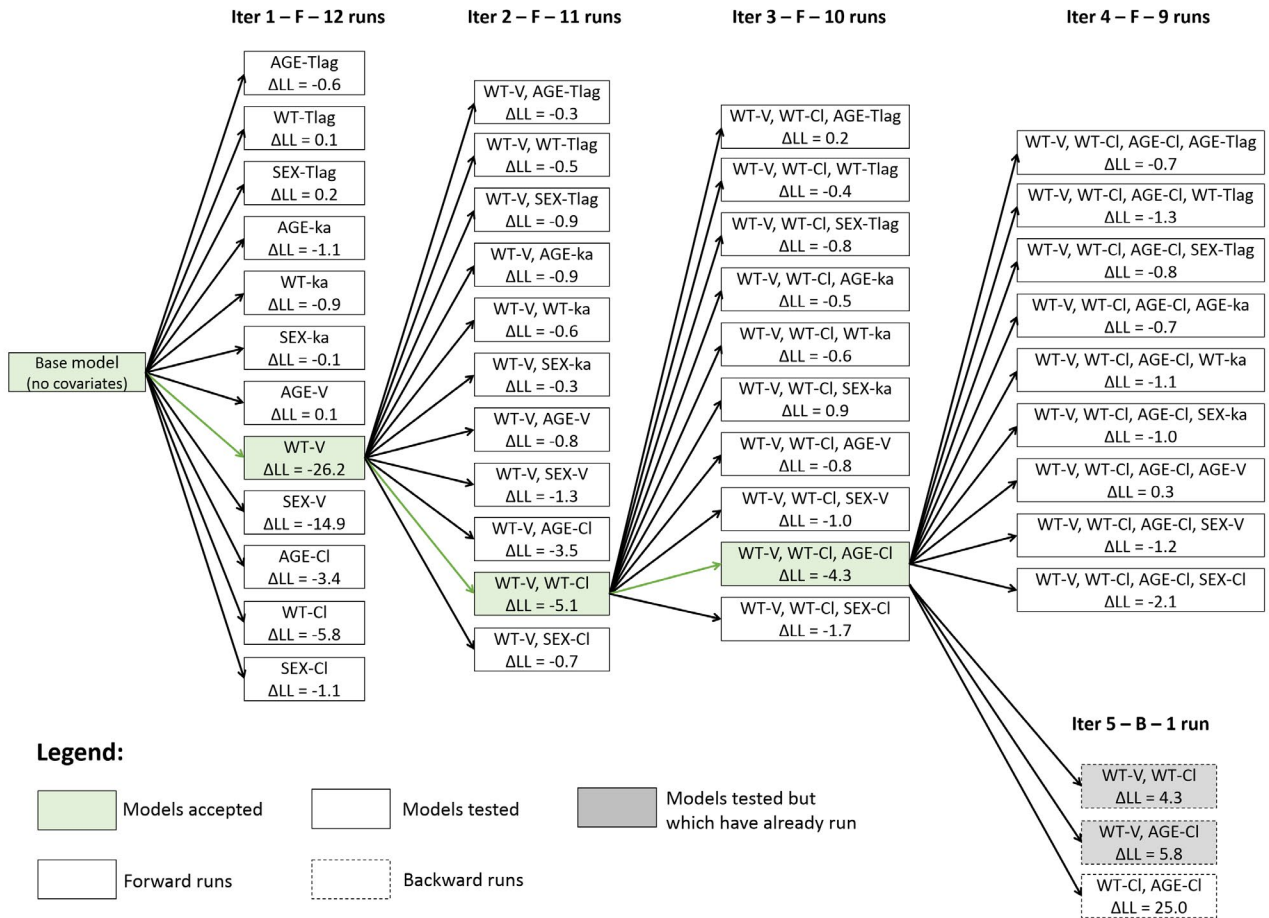 Iter 1 – F – 12 runs
Iter 2 – F – 11 runs
Iter 3 – F – 10 runs
Iter 4 – F – 9 runs
Base model
(no covariates)
AGE-Tlag
ΔLL = -0.6
WT-Tlag
ΔLL = 0.1
SEX-Tlag
ΔLL = 0.2
AGE-ka
ΔLL = -1.1
WT-ka
ΔLL = -0.9
SEX-ka
ΔLL = -0.1
AGE-V
ΔLL = 0.1
WT-V
ΔLL = -26.2
SEX-V
ΔLL = -14.9
AGE-Cl
ΔLL = -3.4
WT-Cl
ΔLL = -5.8
SEX-Cl
ΔLL = -1.1
WT-V, AGE-Tlag
ΔLL = -0.3
WT-V, WT-Tlag
ΔLL = -0.5
WT-V, SEX-Tlag
ΔLL = -0.9
WT-V, AGE-ka
ΔLL = -0.9
WT-V, WT-ka
ΔLL = -0.6
WT-V, SEX-ka
ΔLL = -0.3
WT-V, AGE-V
ΔLL = -0.8
WT-V, SEX-V
ΔLL = -1.3
WT-V, AGE-Cl
ΔLL = -3.5
WT-V, WT-Cl
ΔLL = -5.1
WT-V, SEX-Cl
ΔLL = -0.7
WT-V, WT-Cl, AGE-Tlag
ΔLL = 0.2
WT-V, WT-Cl, WT-Tlag
ΔLL = -0.4
WT-V, WT-Cl, SEX-Tlag
ΔLL = -0.8
WT-V, WT-Cl, AGE-ka
ΔLL = -0.5
WT-V, WT-Cl, WT-ka
ΔLL = -0.6
WT-V, WT-Cl, SEX-ka
ΔLL = 0.9
WT-V, WT-Cl, AGE-V
ΔLL = -0.8
WT-V, WT-Cl, SEX-V
ΔLL = -1.0
WT-V, WT-Cl, AGE-Cl
ΔLL = -4.3
WT-V, WT-Cl, SEX-Cl
ΔLL = -1.7
WT-V, WT-Cl, AGE-Cl, AGE-Tlag
ΔLL = -0.7
WT-V, WT-Cl, AGE-Cl, WT-Tlag
ΔLL = -1.3
WT-V, WT-Cl, AGE-Cl, SEX-Tlag
ΔLL = -0.8
WT-V, WT-Cl, AGE-Cl, AGE-ka
ΔLL = -0.7
WT-V, WT-Cl, AGE-Cl, WT-ka
ΔLL = -1.1
WT-V, WT-Cl, AGE-Cl, SEX-ka
ΔLL = -1.0
WT-V, WT-Cl, AGE-Cl, AGE-V
ΔLL = 0.3
WT-V, WT-Cl, AGE-Cl, SEX-V
ΔLL = -1.2
WT-V, WT-Cl, AGE-Cl, SEX-Cl
ΔLL = -2.1
Iter 5 – B – 1 run
WT-V, WT-Cl
ΔLL = 4.3
WT-V, AGE-Cl
ΔLL = 5.8
WT-Cl, AGE-Cl
ΔLL = 25.0
Legend:
Models accepted
Models tested
Models tested but
which have already run
Forward runs
Backward runs